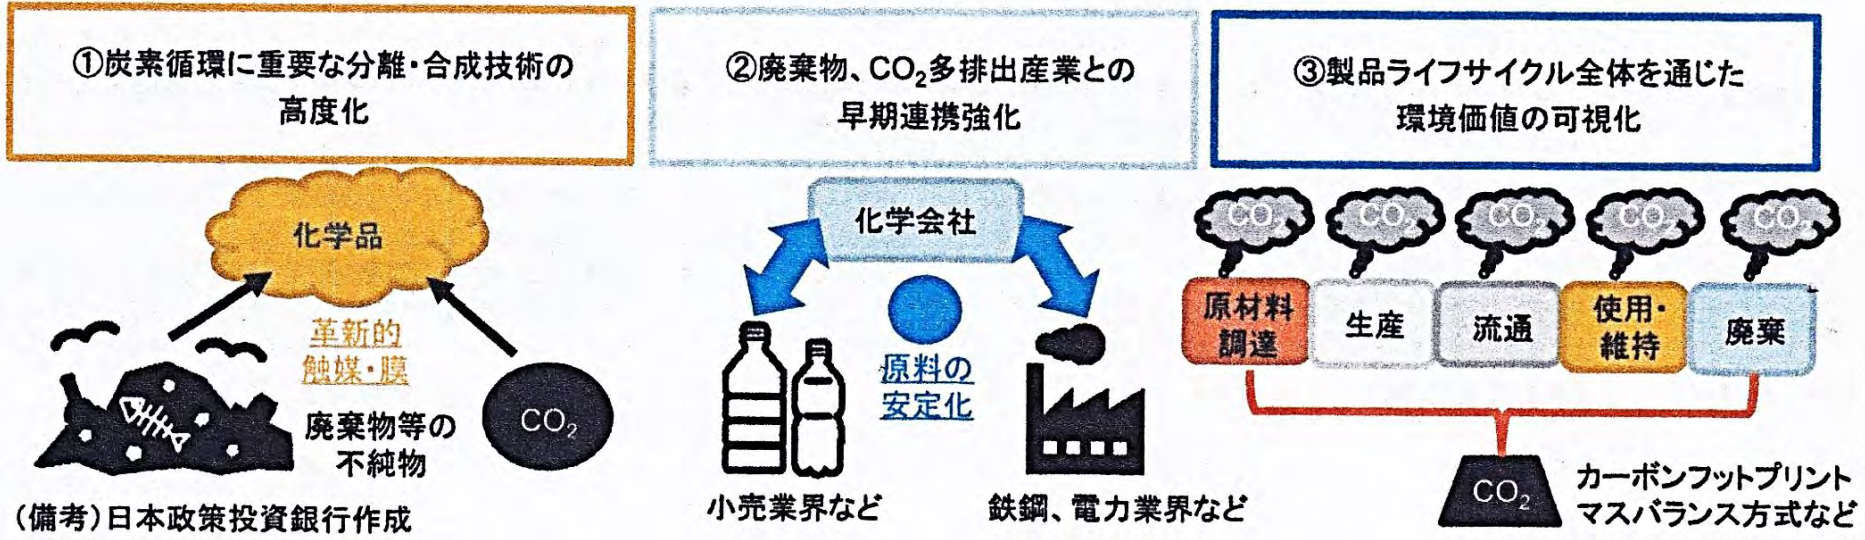 ①炭素循環に重要な分離・合成技術の
高度化
化学品
革新的
触媒・膜
廃棄物等の
不純物
CO₂
(備考)日本政策投資銀行作成
②廃棄物、CO₂多排出産業との
早期連携強化
化学会社
原料の
安定化
小売業界など
鉄鋼、電力業界など
③製品ライフサイクル全体を通じた
環境価値の可視化
CO₂
CO₂
CO₂
CO₂
CO₂
原材料
調達
生産
流通
使用・
維持
廃棄
CO₂
カーボンフットプリント
マスバランス方式など